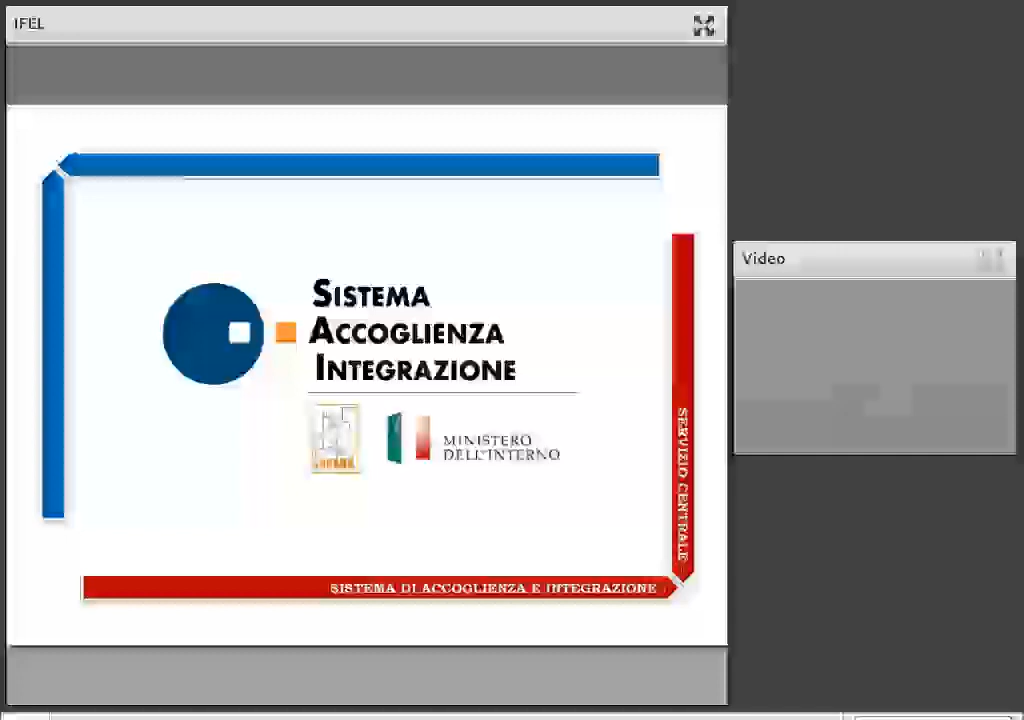 IFEL
Video
SISTEMA
ACCOGLIENZA
INTEGRAZIONE
MINISTERO
DELL'INTERNO
SERVIZIO CENTRALE
SISTEMA DI ACCOGLIENZA E INTEGRAZIONE